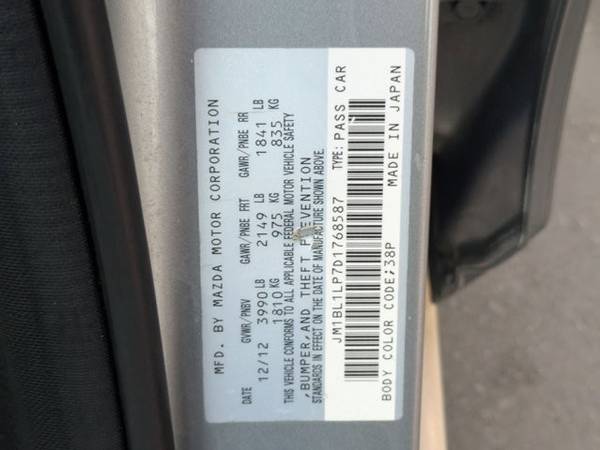 MFD. BY MAZDA MOTOR CORPORATION
DATE GVWR/PNBV GAWR/PNBE FRT GAWR/PNBE RR
12/12 3990 LB 2149 LB 1841 LB
1810 KG 975 KG 835 KG
THIS VEHICLE CONFORMS TO ALL APPLICABLE FEDERAL MOTOR VEHICLE SAFETY
,BUMPER,AND THEFT PREVENTION
STANDARDS IN EFFECT ON THE DATE OF MANUFACTURE SHOWN ABOVE.
JM1BL1LP7D1768587 TYPE: PASS CAR
BODY COLOR CODE;38P MADE IN JAPAN